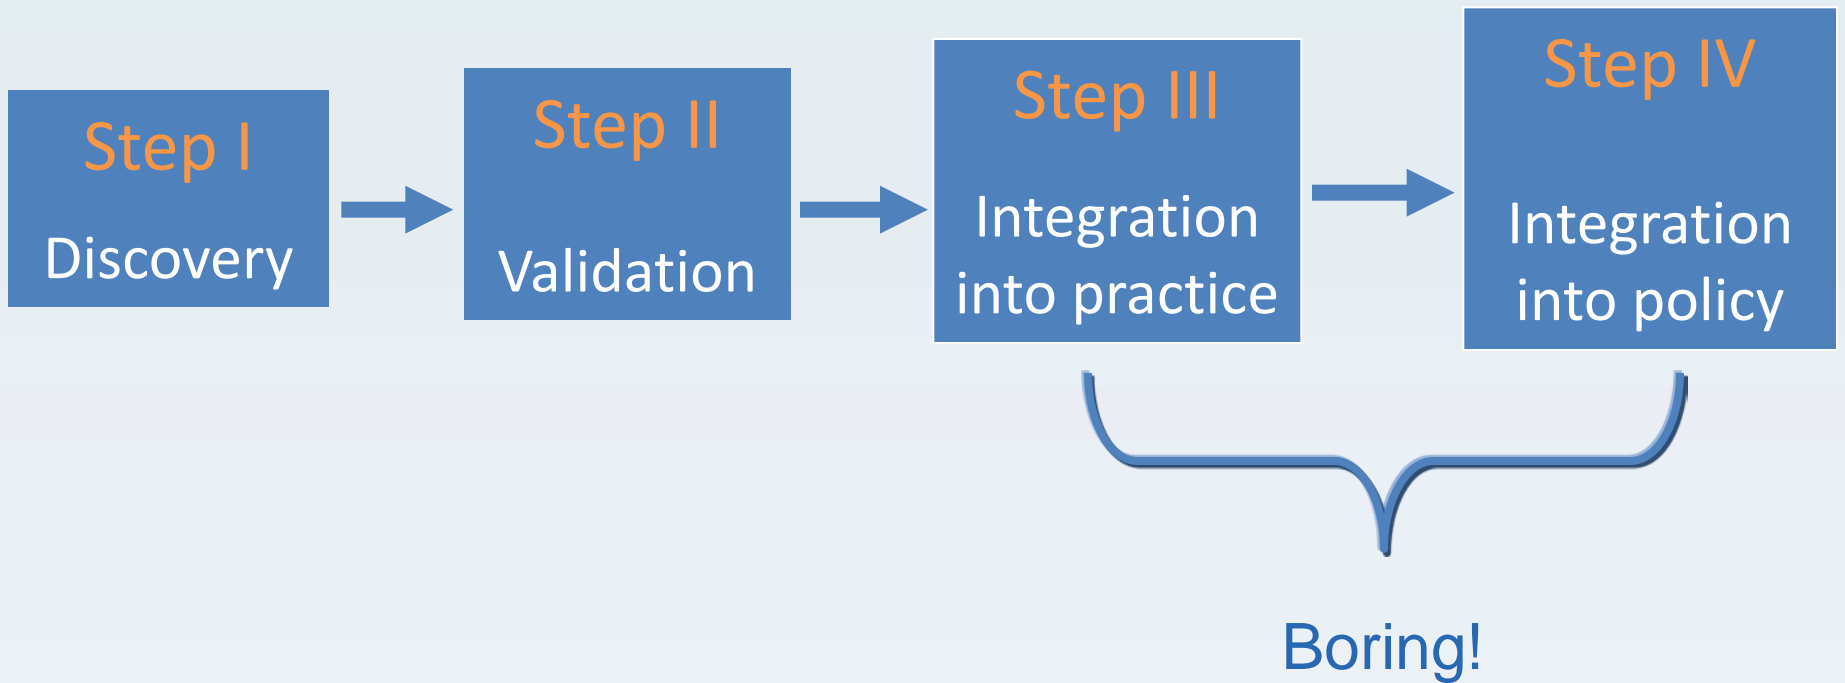 Step I
Discovery
Step II
Validation
Step III
Integration
into practice
Step IV
Integration
into policy
Boring!